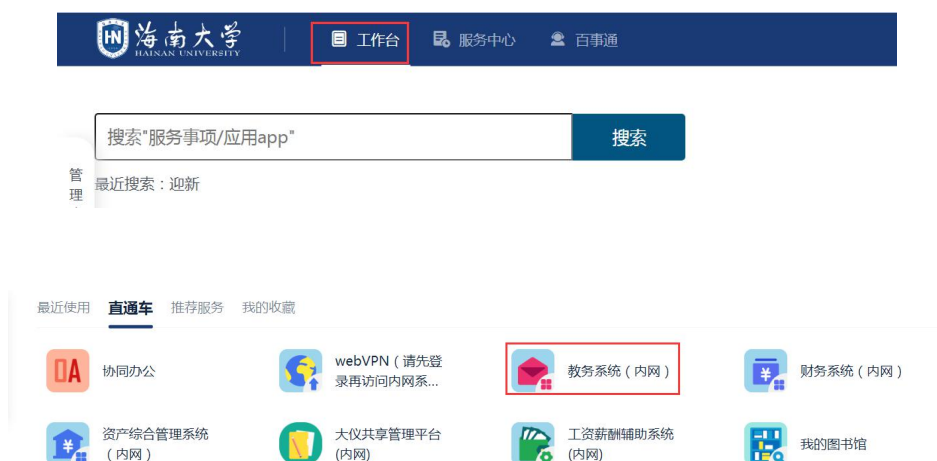 海南大学
HAINAN UNIVERSITY
工作台
服务中心
百事通
搜索"服务事项/应用app"
搜索
管
理
最近搜索：迎新
最近使用
直通车
推荐服务
我的收藏
OA
协同办公
webVPN（请先登
录再访问内网系...
教务系统（内网）
财务系统（内网）
资产综合管理系统
（内网）
大仪共享管理平台
(内网)
工资薪酬辅助系统
(内网)
我的图书馆